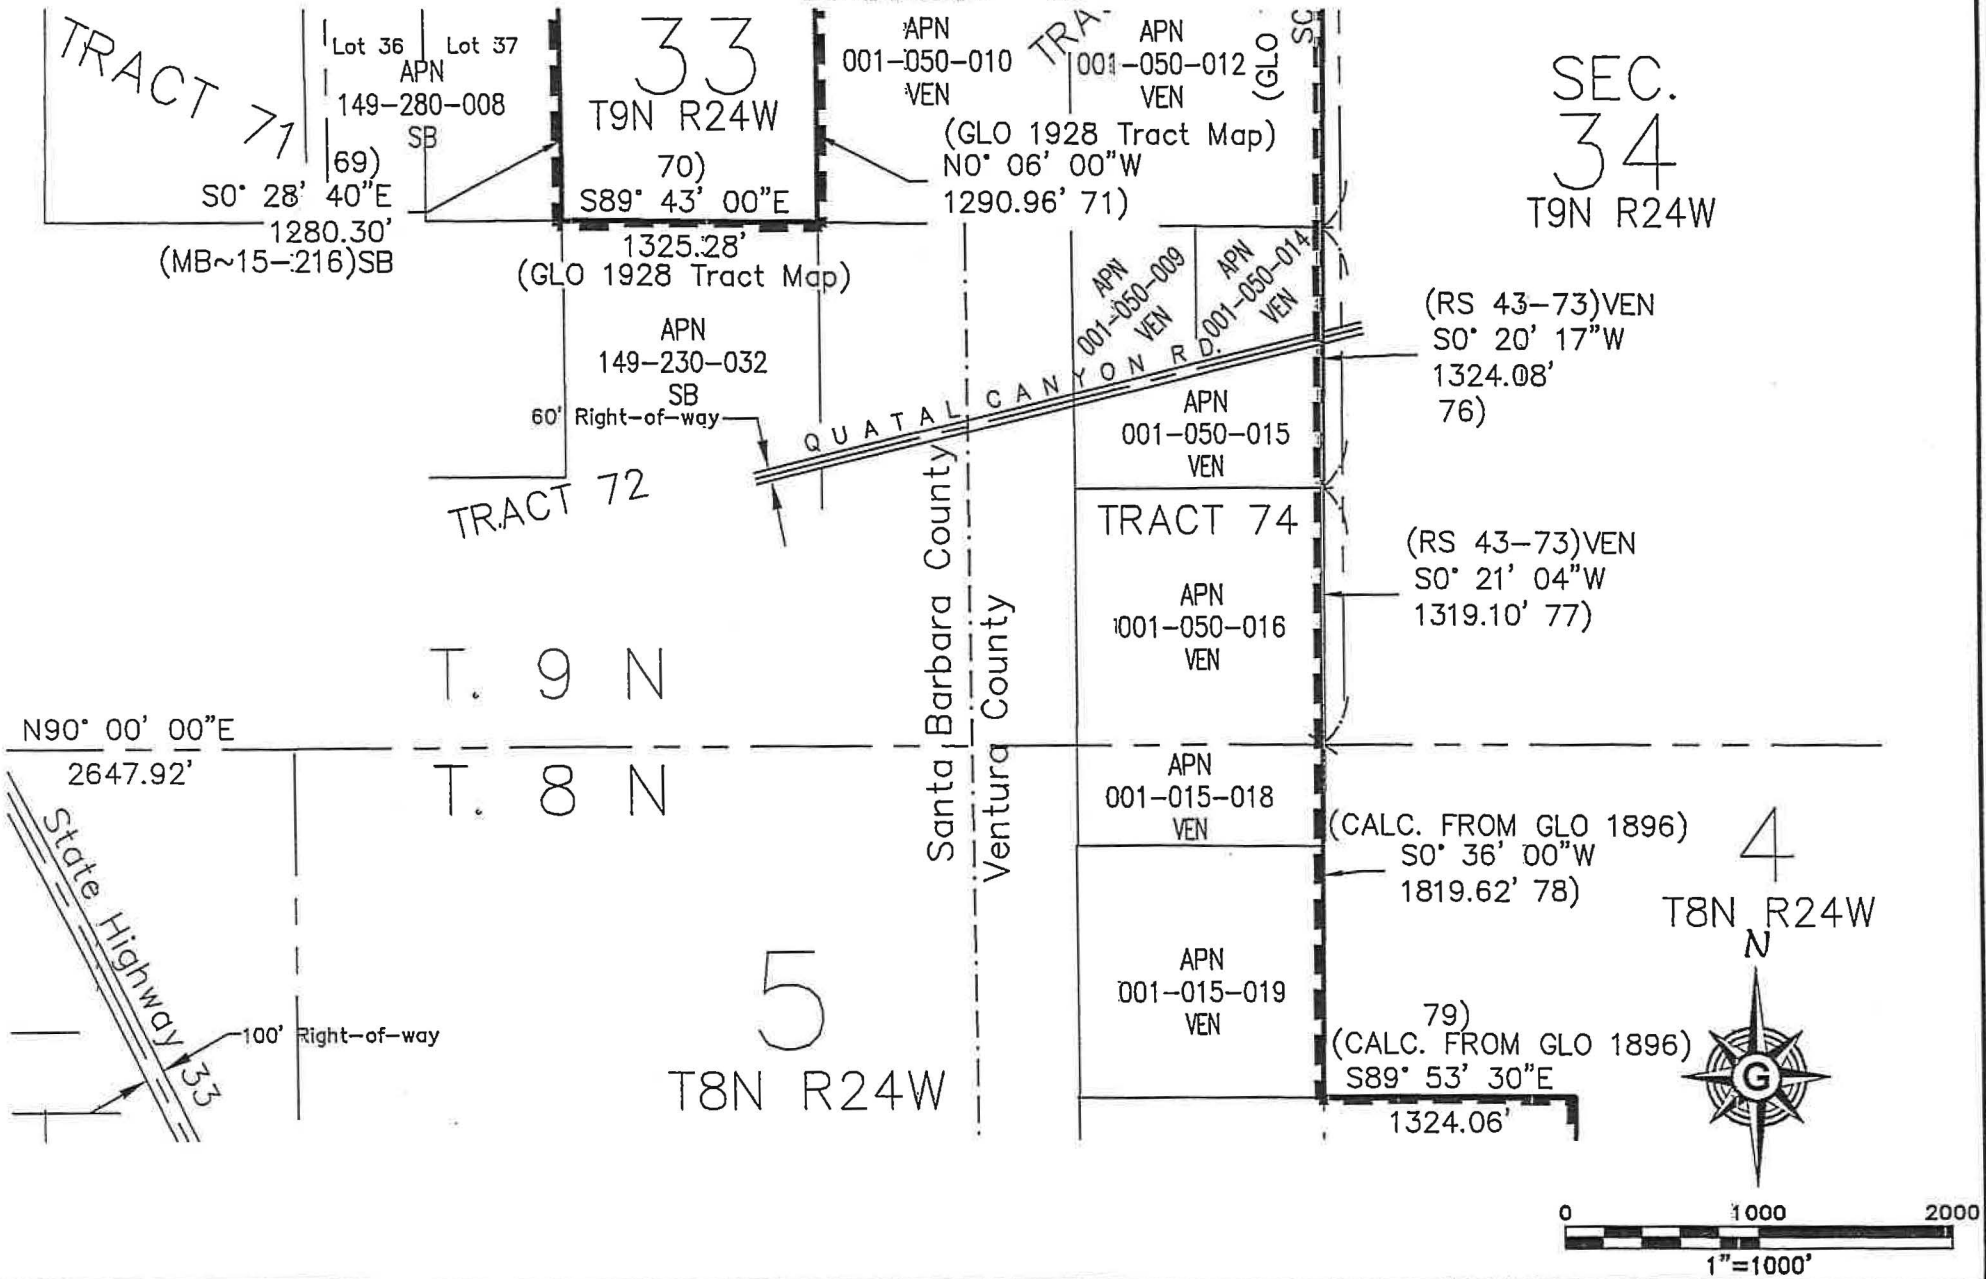 TRACT 71
Lot 36
Lot 37
APN
149-280-008
SB
69)
S0° 28' 40"E
1280.30'
(MB~15-216)SB
33
T9N R24W
70)
S89° 43' 00"E
1325.28'
(GLO 1928 Tract Map)
APN
001-050-010
VEN
APN
001-050-012
VEN
(GLO
(GLO 1928 Tract Map)
N0° 06' 00"W
1290.96' 71)
SEC.
34
T9N R24W
APN
001-050-009
VEN
APN
001-050-014
VEN
(RS 43-73)VEN
S0° 20' 17"W
1324.08'
76)
APN
149-230-032
SB
60' Right-of-way
QUATAL CANYON RD.
APN
001-050-015
VEN
TRACT 72
TRACT 74
(RS 43-73)VEN
S0° 21' 04"W
1319.10' 77)
APN
001-050-016
VEN
Santa Barbara County
Ventura County
T. 9 N
N90° 00' 00"E
2647.92'
T. 8 N
State Highway 33
100' Right-of-way
5
T8N R24W
APN
001-015-018
VEN
(CALC. FROM GLO 1896)
S0° 36' 00"W
1819.62' 78)
4
T8N R24W
APN
001-015-019
VEN
79)
(CALC. FROM GLO 1896)
S89° 53' 30"E
1324.06'
N
G
0 1000 2000
1"=1000'